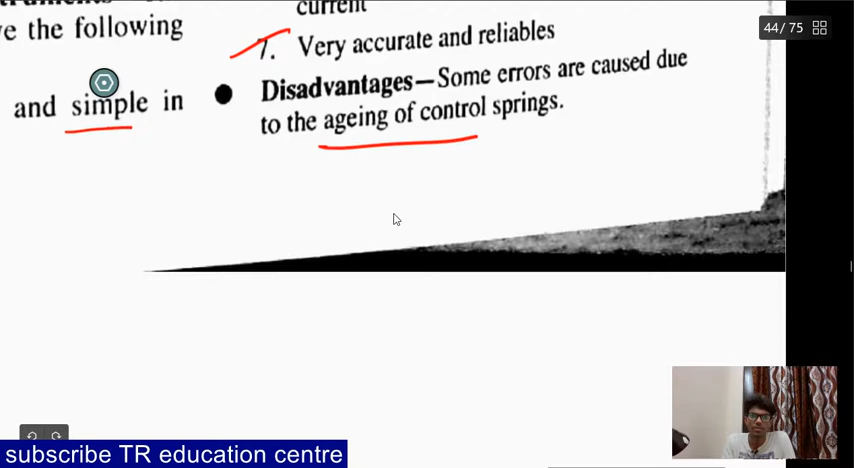 current
e the following
7. Very accurate and reliables
and simple in
● Disadvantages—Some errors are caused due
to the ageing of control springs.
44/75
subscribe TR education centre